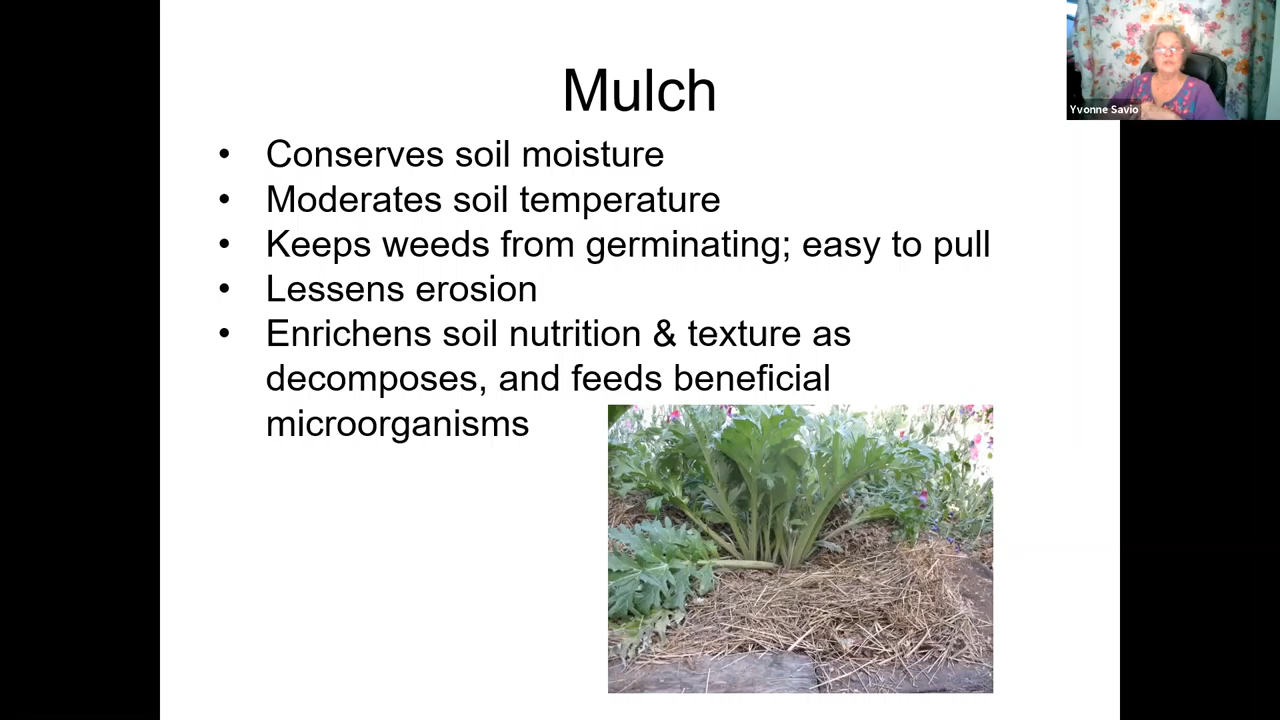 Mulch
Yvonne Savio
• Conserves soil moisture
• Moderates soil temperature
• Keeps weeds from germinating; easy to pull
• Lessens erosion
• Enrichens soil nutrition & texture as
decomposes, and feeds beneficial
microorganisms